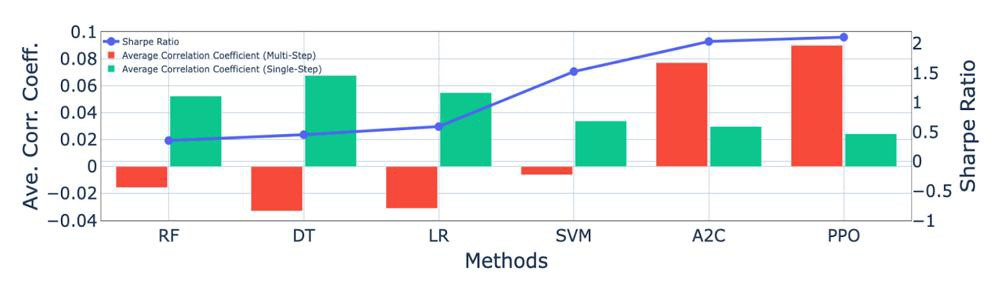 Sharpe Ratio
Average Correlation Coefficient (Multi-Step)
Average Correlation Coefficient (Single-Step)
Ave. Corr. Coeff.
0.1
0.08
0.06
0.04
0.02
0
−0.02
−0.04
2
1.5
1
0.5
0
−0.5
−1
Sharpe Ratio
RF DT LR SVM A2C PPO
Methods